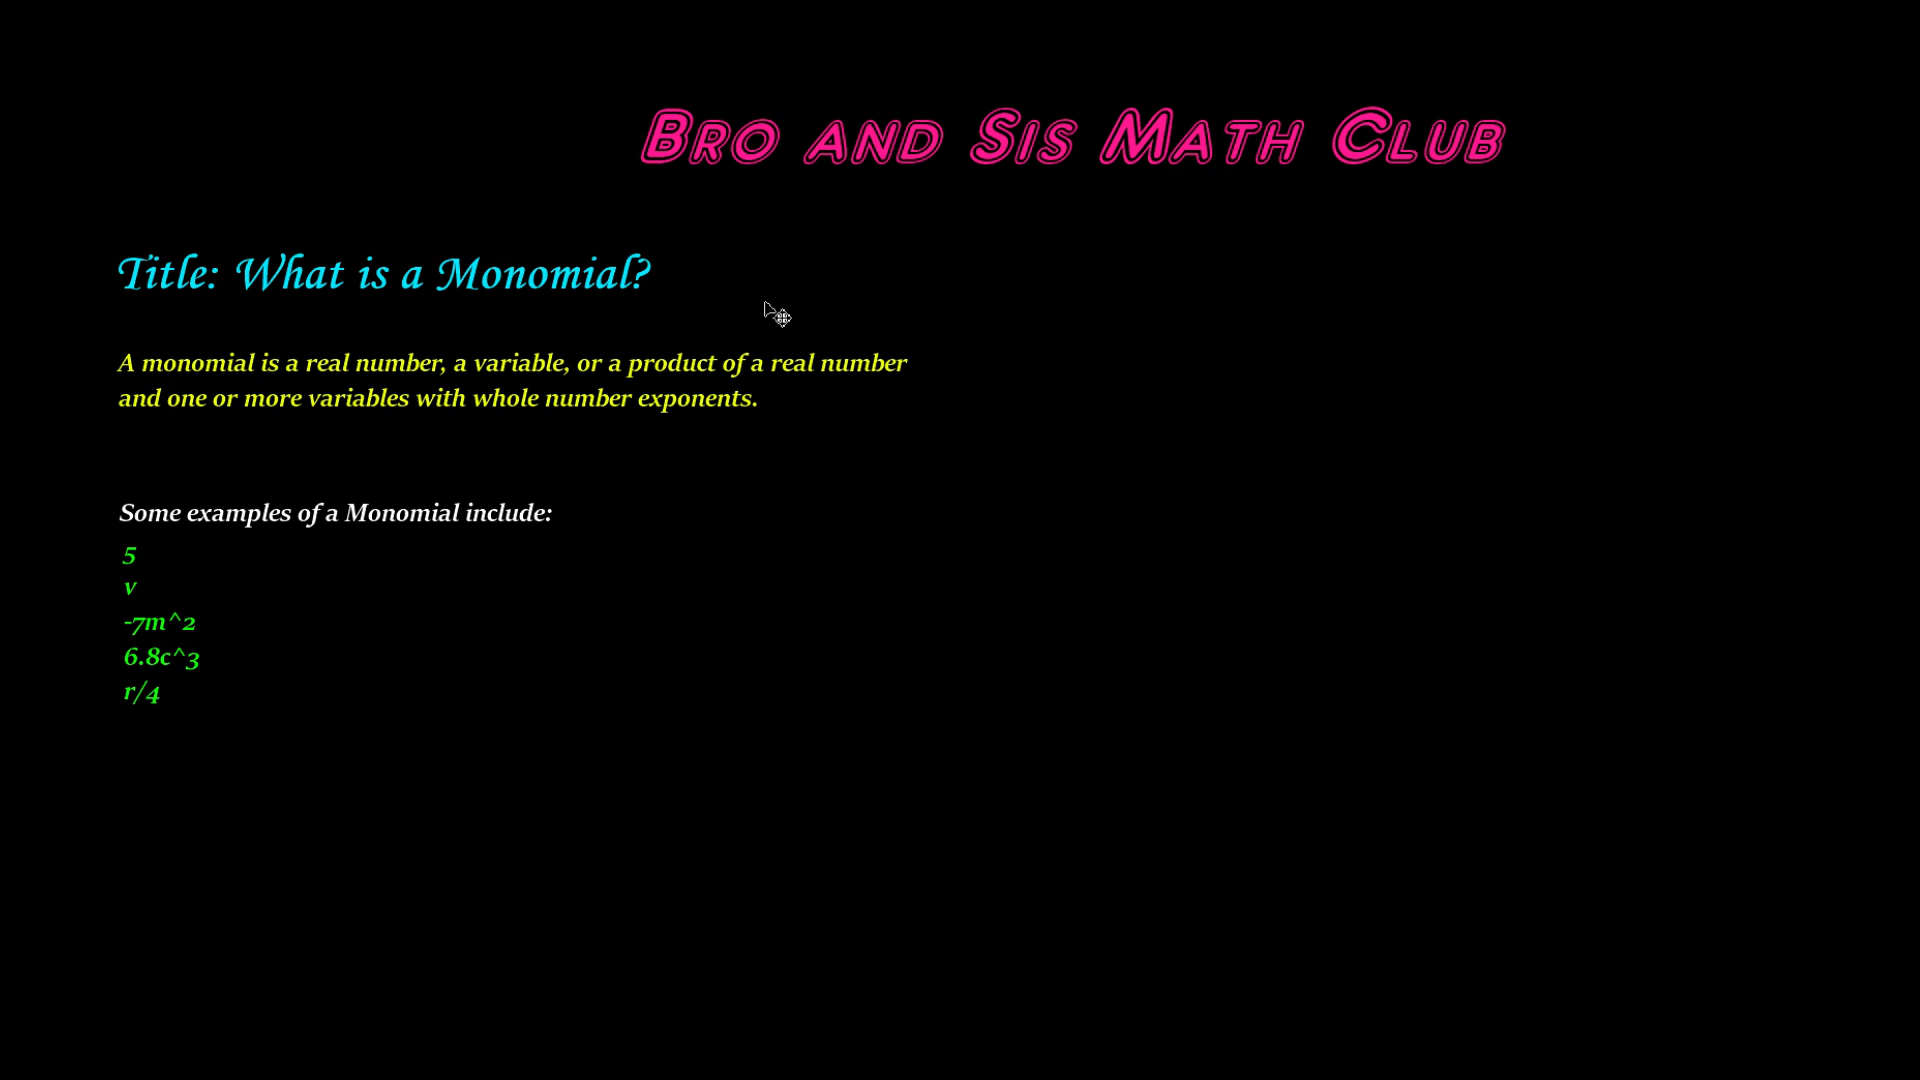 Bro and Sis Math Club
Title: What is a Monomial?
A monomial is a real number, a variable, or a product of a real number
and one or more variables with whole number exponents.
Some examples of a Monomial include:
5
v
-7m^2
6.8c^3
r/4